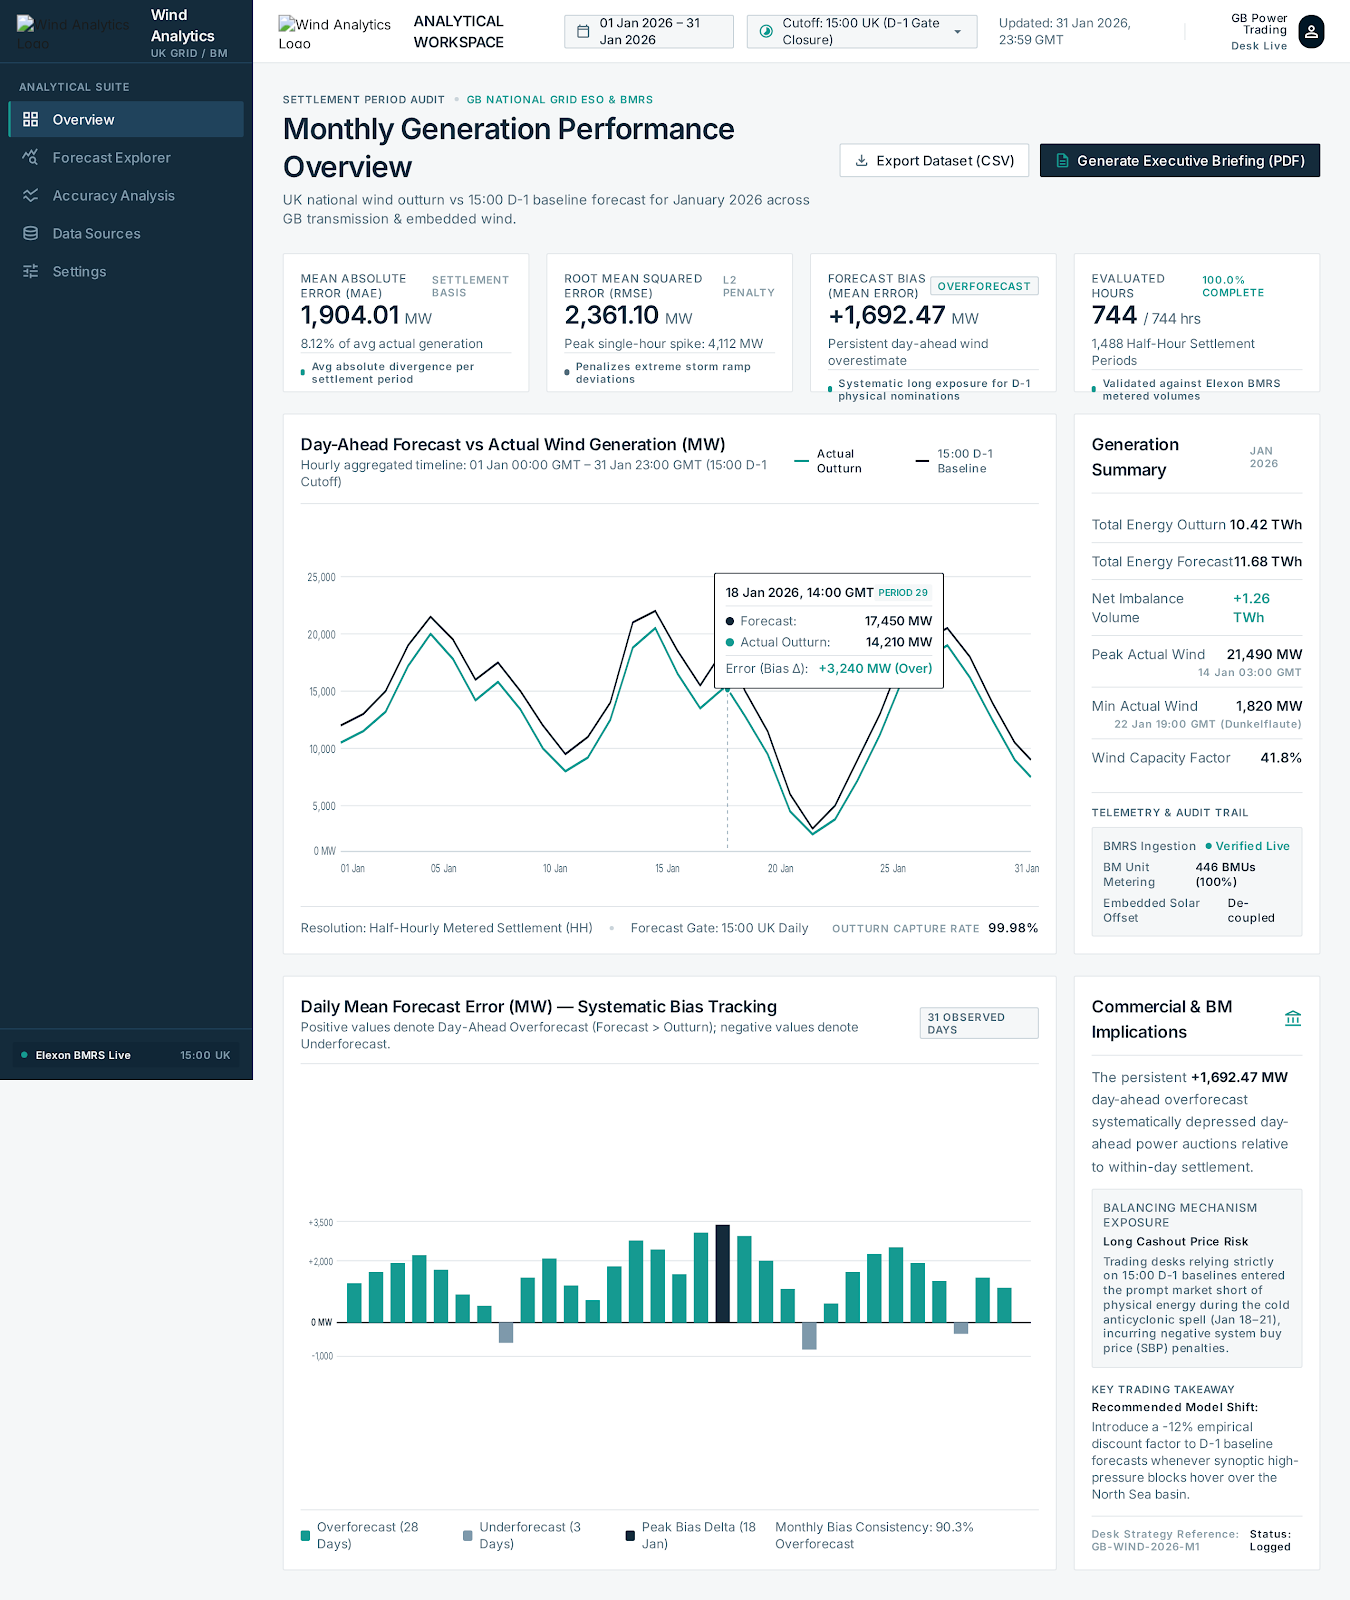 Wind Analytics Logo
Wind
Analytics
UK GRID / BM
ANALYTICAL SUITE
Overview
Forecast Explorer
Accuracy Analysis
Data Sources
Settings
Elexon BMRS Live
15:00 UK
Wind Analytics
Logo
ANALYTICAL
WORKSPACE
01 Jan 2026 – 31
Jan 2026
Cutoff: 15:00 UK (D-1 Gate
Closure)
Updated: 31 Jan 2026,
23:59 GMT
GB Power
Trading
Desk Live
SETTLEMENT PERIOD AUDIT
GB NATIONAL GRID ESO & BMRS
Monthly Generation Performance
Overview
UK national wind outturn vs 15:00 D-1 baseline forecast for January 2026 across
GB transmission & embedded wind.
Export Dataset (CSV)
Generate Executive Briefing (PDF)
MEAN ABSOLUTE
ERROR (MAE)
SETTLEMENT
BASIS
1,904.01 MW
8.12% of avg actual generation
Avg absolute divergence per
settlement period
ROOT MEAN SQUARED
ERROR (RMSE)
L2
PENALTY
2,361.10 MW
Peak single-hour spike: 4,112 MW
Penalizes extreme storm ramp
deviations
FORECAST BIAS
(MEAN ERROR)
OVERFORECAST
+1,692.47 MW
Persistent day-ahead wind
overestimate
Systematic long exposure for D-1
physical nominations
EVALUATED
HOURS
100.0%
COMPLETE
744 / 744 hrs
1,488 Half-Hour Settlement
Periods
Validated against Elexon BMRS
metered volumes
Day-Ahead Forecast vs Actual Wind Generation (MW)
Hourly aggregated timeline: 01 Jan 00:00 GMT – 31 Jan 23:00 GMT (15:00 D-1
Cutoff)
Actual
Outturn
15:00 D-1
Baseline
25,000
20,000
15,000
10,000
5,000
0 MW
01 Jan
05 Jan
10 Jan
15 Jan
20 Jan
25 Jan
31 Jan
18 Jan 2026, 14:00 GMT
PERIOD 29
Forecast:
17,450 MW
Actual Outturn:
14,210 MW
Error (Bias Δ):
+3,240 MW (Over)
Resolution: Half-Hourly Metered Settlement (HH)
Forecast Gate: 15:00 UK Daily
OUTTURN CAPTURE RATE 99.98%
Generation
Summary
JAN
2026
Total Energy Outturn 10.42 TWh
Total Energy Forecast 11.68 TWh
Net Imbalance
Volume
+1.26
TWh
Peak Actual Wind 21,490 MW
14 Jan 03:00 GMT
Min Actual Wind 1,820 MW
22 Jan 19:00 GMT (Dunkelflaute)
Wind Capacity Factor 41.8%
TELEMETRY & AUDIT TRAIL
BMRS Ingestion
Verified Live
BM Unit
Metering
446 BMUs
(100%)
Embedded Solar
Offset
De-
coupled
Daily Mean Forecast Error (MW) — Systematic Bias Tracking
Positive values denote Day-Ahead Overforecast (Forecast > Outturn); negative values denote
Underforecast.
31 OBSERVED
DAYS
+3,500
+2,000
0 MW
-1,000
Overforecast (28
Days)
Underforecast (3
Days)
Peak Bias Delta (18
Jan)
Monthly Bias Consistency: 90.3%
Overforecast
Commercial & BM
Implications
The persistent +1,692.47 MW
day-ahead overforecast
systematically depressed day-
ahead power auctions relative
to within-day settlement.
BALANCING MECHANISM
EXPOSURE
Long Cashout Price Risk
Trading desks relying strictly
on 15:00 D-1 baselines entered
the prompt market short of
physical energy during the cold
anticyclonic spell (Jan 18–21),
incurring negative system buy
price (SBP) penalties.
KEY TRADING TAKEAWAY
Recommended Model Shift:
Introduce a -12% empirical
discount factor to D-1 baseline
forecasts whenever synoptic high-
pressure blocks hover over the
North Sea basin.
Desk Strategy Reference:
GB-WIND-2026-M1
Status:
Logged